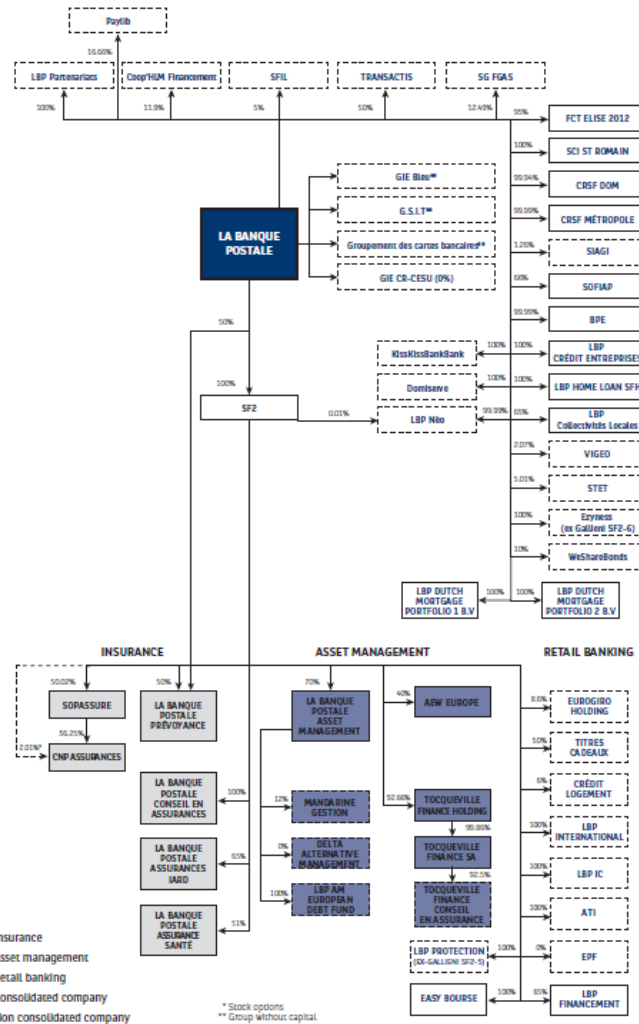 Paylib
16.66%
LBP Partenariats
Coop'HLM Financement
SFIL
TRANSACTIS
SG FGAS
100%
11.9%
5%
50%
12.49%
95%
FCT ELISE 2012
100%
SCI ST ROMAIN
99.94%
CRSF DOM
99.99%
CRSF MÉTROPOLE
1.26%
SIAGI
66%
SOFIAP
99.99%
BPE
GIE Bleu**
G.S.I.T**
Groupement des cartes bancaires**
GIE CR-CESU (0%)
LA BANQUE
POSTALE
50%
100%
SF2
0.01%
KissKissBankBank
100%
100%
LBP
CRÉDIT ENTREPRISES
Domiserve
100%
100%
LBP HOME LOAN SFH
LBP Néo
99.99%
65%
LBP
Collectivités Locales
2.07%
VIGEO
5.01%
STET
100%
Ezyness
(ex Gallieni SF2-6)
10%
WeShareBonds
LBP DUTCH
MORTGAGE
PORTFOLIO 1 B.V
100%
100%
LBP DUTCH
MORTGAGE
PORTFOLIO 2 B.V
INSURANCE
ASSET MANAGEMENT
RETAIL BANKING
50.02%
SOPASSURE
36.25%
2.01%*
CNP ASSURANCES
50%
LA BANQUE
POSTALE
PRÉVOYANCE
LA BANQUE
POSTALE
CONSEIL EN
ASSURANCES
100%
LA BANQUE
POSTALE
ASSURANCES
IARD
65%
LA BANQUE
POSTALE
ASSURANCE
SANTÉ
51%
70%
LA BANQUE
POSTALE
ASSET
MANAGEMENT
12%
MANDARINE
GESTION
0%
DELTA
ALTERNATIVE
MANAGEMENT
100%
LBP AM
EUROPEAN
DEBT FUND
40%
AEW EUROPE
92.66%
TOCQUEVILLE
FINANCE HOLDING
99.86%
TOCQUEVILLE
FINANCE SA
92.5%
TOCQUEVILLE
FINANCE
CONSEIL
EN ASSURANCE
8.6%
EUROGIRO
HOLDING
50%
TITRES
CADEAUX
6%
CRÉDIT
LOGEMENT
100%
LBP
INTERNATIONAL
100%
LBP IC
100%
ATI
LBP PROTECTION
(EX-GALLIENI SF2-5)
100%
0%
EPF
EASY BOURSE
100%
65%
LBP
FINANCEMENT
nsurance
sset management
etail banking
onsolidated company
ion consolidated company
* Stock options
** Group without capital